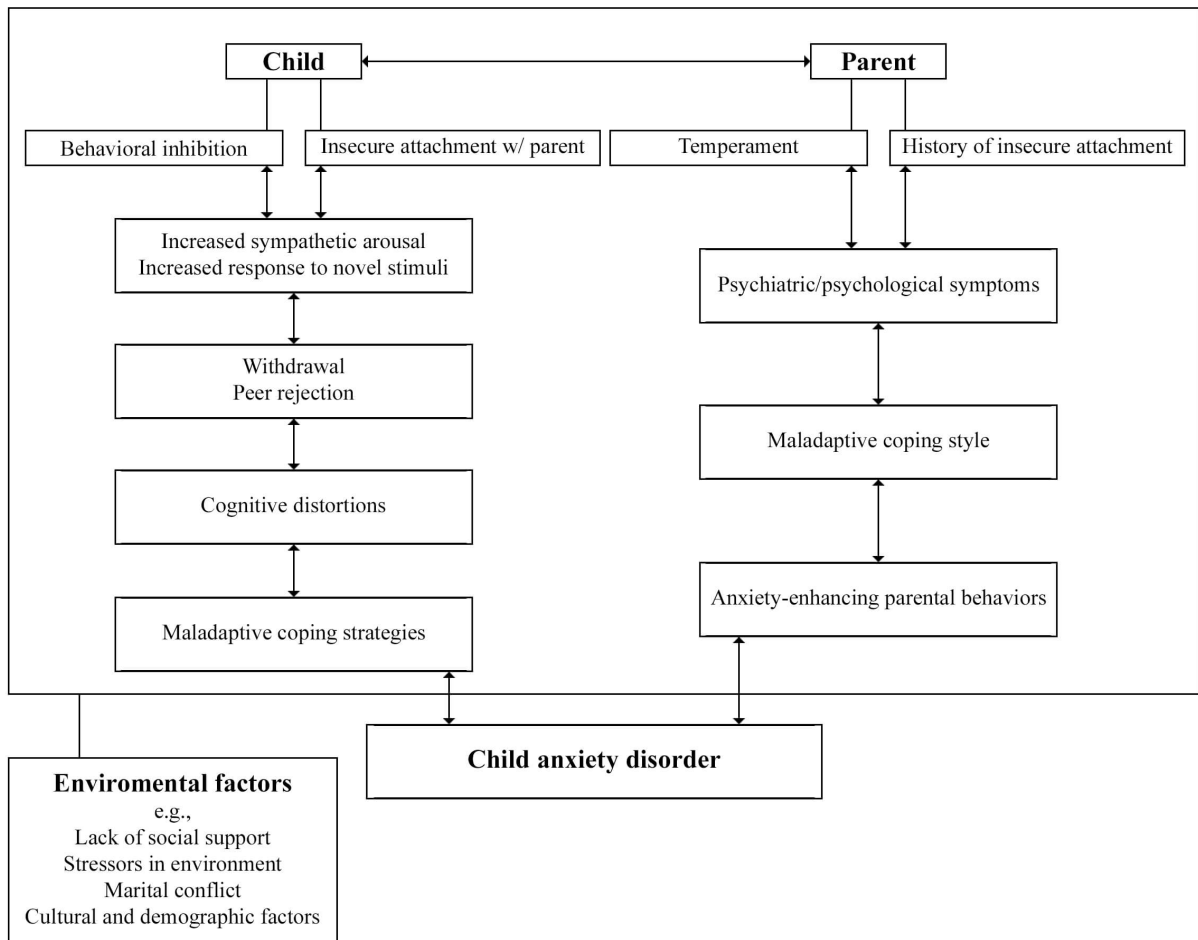 Child
Parent
Behavioral inhibition
Insecure attachment w/ parent
Temperament
History of insecure attachment
Increased sympathetic arousal
Increased response to novel stimuli
Psychiatric/psychological symptoms
Withdrawal
Peer rejection
Maladaptive coping style
Cognitive distortions
Anxiety-enhancing parental behaviors
Maladaptive coping strategies
Child anxiety disorder
Enviromental factors
e.g.,
Lack of social support
Stressors in environment
Marital conflict
Cultural and demographic factors